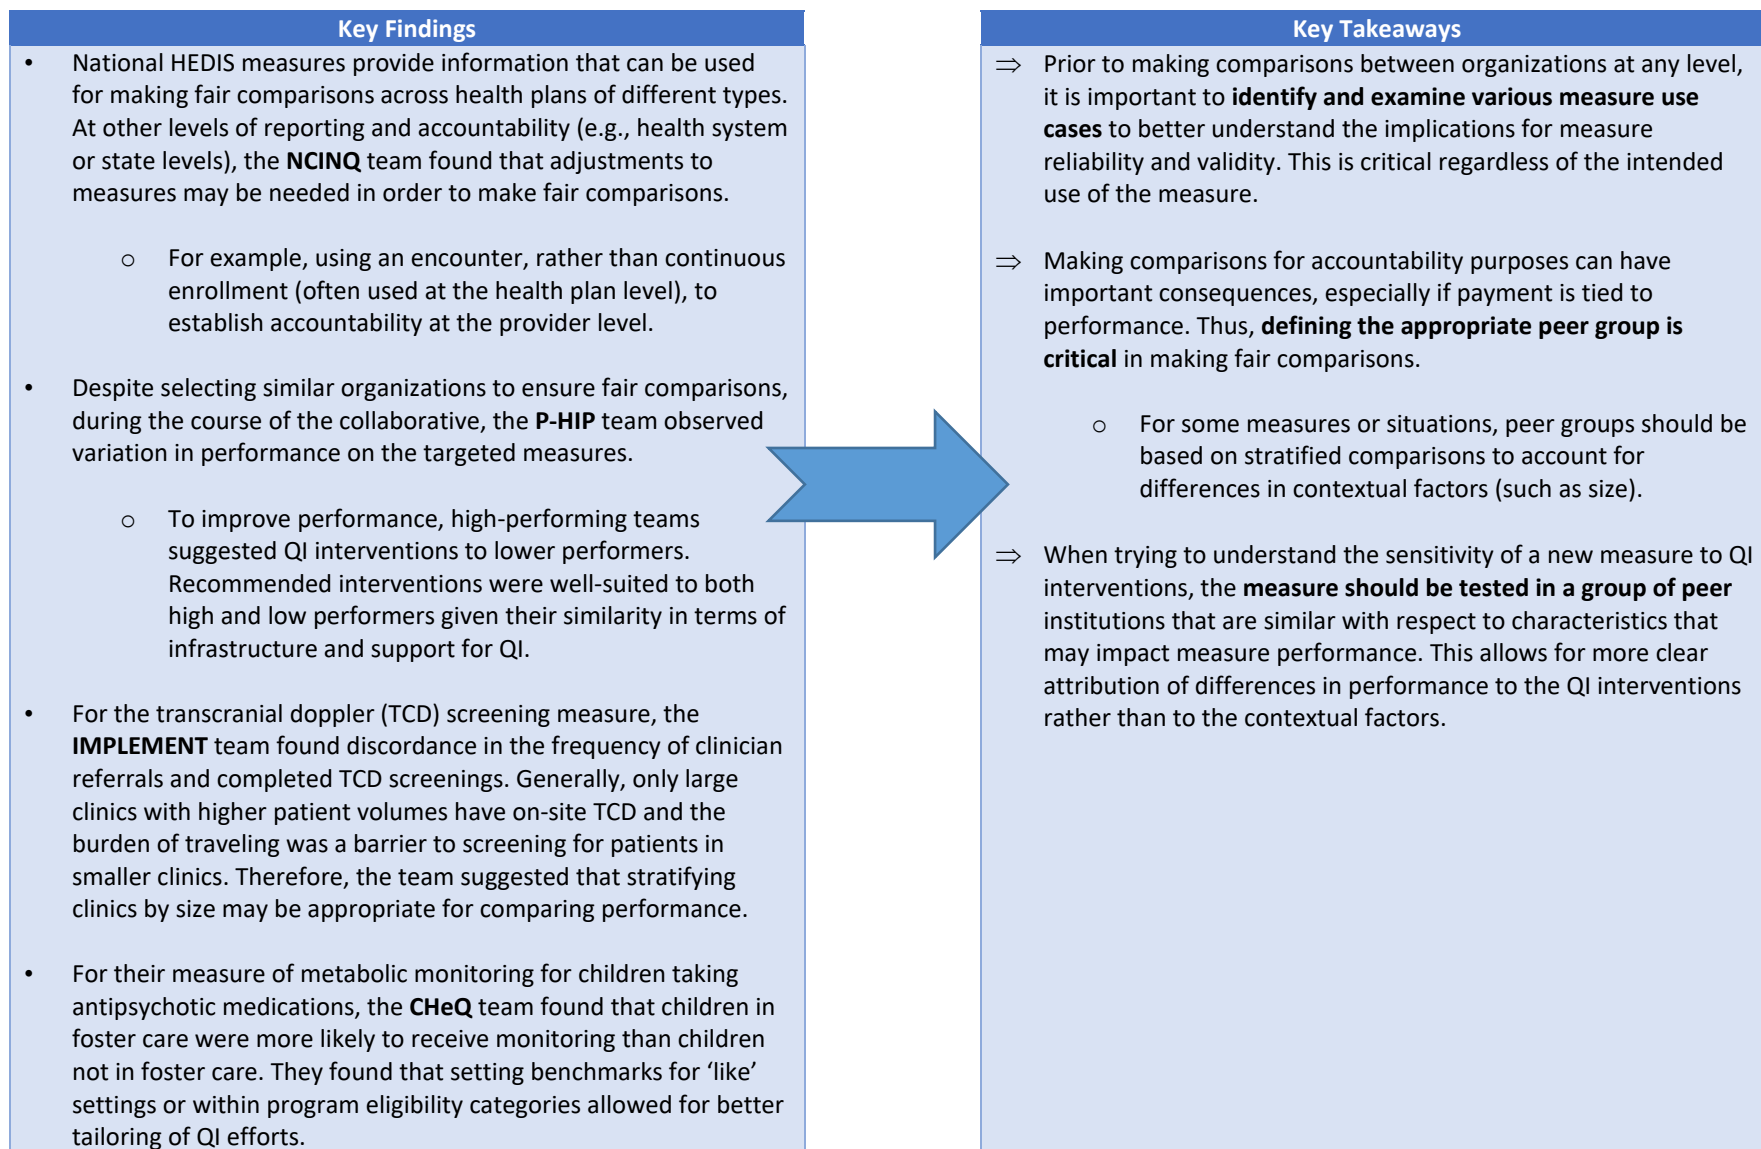 Key Findings
• National HEDIS measures provide information that can be used
for making fair comparisons across health plans of different types.
At other levels of reporting and accountability (e.g., health system
or state levels), the NCINQ team found that adjustments to
measures may be needed in order to make fair comparisons.
o For example, using an encounter, rather than continuous
enrollment (often used at the health plan level), to
establish accountability at the provider level.
• Despite selecting similar organizations to ensure fair comparisons,
during the course of the collaborative, the P-HIP team observed
variation in performance on the targeted measures.
o To improve performance, high-performing teams
suggested QI interventions to lower performers.
Recommended interventions were well-suited to both
high and low performers given their similarity in terms of
infrastructure and support for QI.
• For the transcranial doppler (TCD) screening measure, the
IMPLEMENT team found discordance in the frequency of clinician
referrals and completed TCD screenings. Generally, only large
clinics with higher patient volumes have on-site TCD and the
burden of traveling was a barrier to screening for patients in
smaller clinics. Therefore, the team suggested that stratifying
clinics by size may be appropriate for comparing performance.
• For their measure of metabolic monitoring for children taking
antipsychotic medications, the CHeQ team found that children in
foster care were more likely to receive monitoring than children
not in foster care. They found that setting benchmarks for ‘like’
settings or within program eligibility categories allowed for better
tailoring of QI efforts.
Key Takeaways
⇒ Prior to making comparisons between organizations at any level,
it is important to identify and examine various measure use
cases to better understand the implications for measure
reliability and validity. This is critical regardless of the intended
use of the measure.
⇒ Making comparisons for accountability purposes can have
important consequences, especially if payment is tied to
performance. Thus, defining the appropriate peer group is
critical in making fair comparisons.
o For some measures or situations, peer groups should be
based on stratified comparisons to account for
differences in contextual factors (such as size).
⇒ When trying to understand the sensitivity of a new measure to QI
interventions, the measure should be tested in a group of peer
institutions that are similar with respect to characteristics that
may impact measure performance. This allows for more clear
attribution of differences in performance to the QI interventions
rather than to the contextual factors.